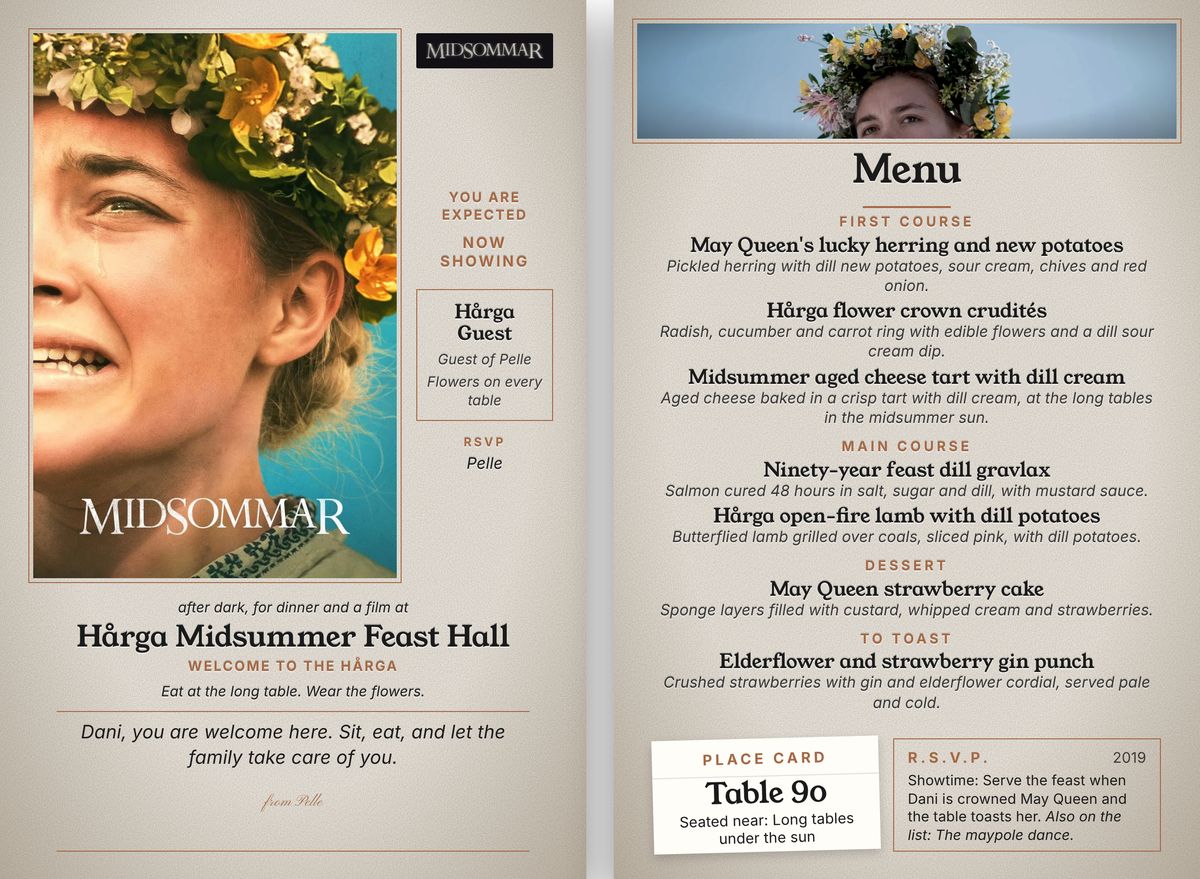 MIDSOMMAR
YOU ARE
EXPECTED
NOW
SHOWING
Hårga
Guest
Guest of Pelle
Flowers on every
table
RSVP
Pelle
MIDSOMMAR
after dark, for dinner and a film at
Hårga Midsummer Feast Hall
WELCOME TO THE HÅRGA
Eat at the long table. Wear the flowers.
Dani, you are welcome here. Sit, eat, and let the
family take care of you.
from Pelle
Menu
FIRST COURSE
May Queen's lucky herring and new potatoes
Pickled herring with dill new potatoes, sour cream, chives and red
onion.
Hårga flower crown crudités
Radish, cucumber and carrot ring with edible flowers and a dill sour
cream dip.
Midsummer aged cheese tart with dill cream
Aged cheese baked in a crisp tart with dill cream, at the long tables
in the midsummer sun.
MAIN COURSE
Ninety-year feast dill gravlax
Salmon cured 48 hours in salt, sugar and dill, with mustard sauce.
Hårga open-fire lamb with dill potatoes
Butterflied lamb grilled over coals, sliced pink, with dill potatoes.
DESSERT
May Queen strawberry cake
Sponge layers filled with custard, whipped cream and strawberries.
TO TOAST
Elderflower and strawberry gin punch
Crushed strawberries with gin and elderflower cordial, served pale
and cold.
PLACE CARD
Table 90
Seated near: Long tables
under the sun
R.S.V.P. 2019
Showtime: Serve the feast when
Dani is crowned May Queen and
the table toasts her. Also on the
list: The maypole dance.